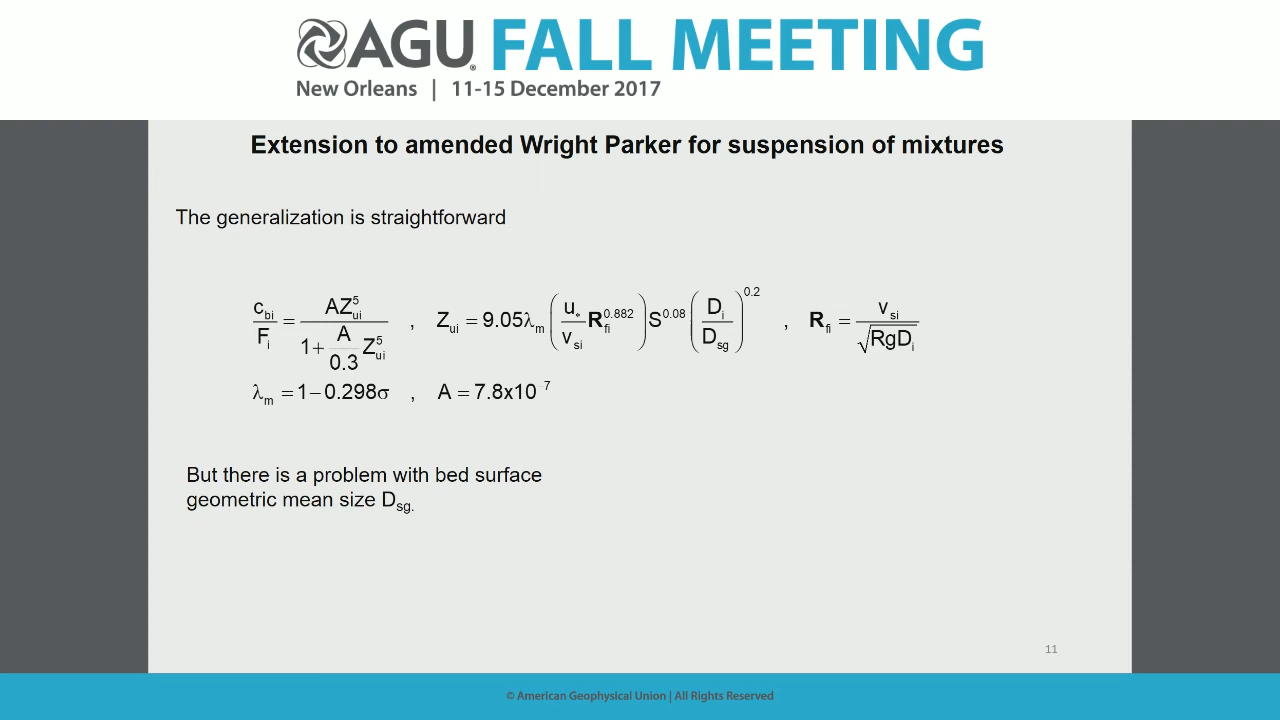 AGU FALL MEETING
New Orleans | 11-15 December 2017
Extension to amended Wright Parker for suspension of mixtures
The generalization is straightforward
c_bi / F_i = AZ_ui^5 / (1 + (A / 0.3) Z_ui^5) , Z_ui = 9.05λ_m (u_* / v_si R_fi^0.882) S^0.08 (D_i / D_sg)^0.2 , R_fi = v_si / √(RgD_i)
λ_m = 1−0.298σ , A = 7.8x10^7
But there is a problem with bed surface
geometric mean size D_sg.
11
© American Geophysical Union | All Rights Reserved